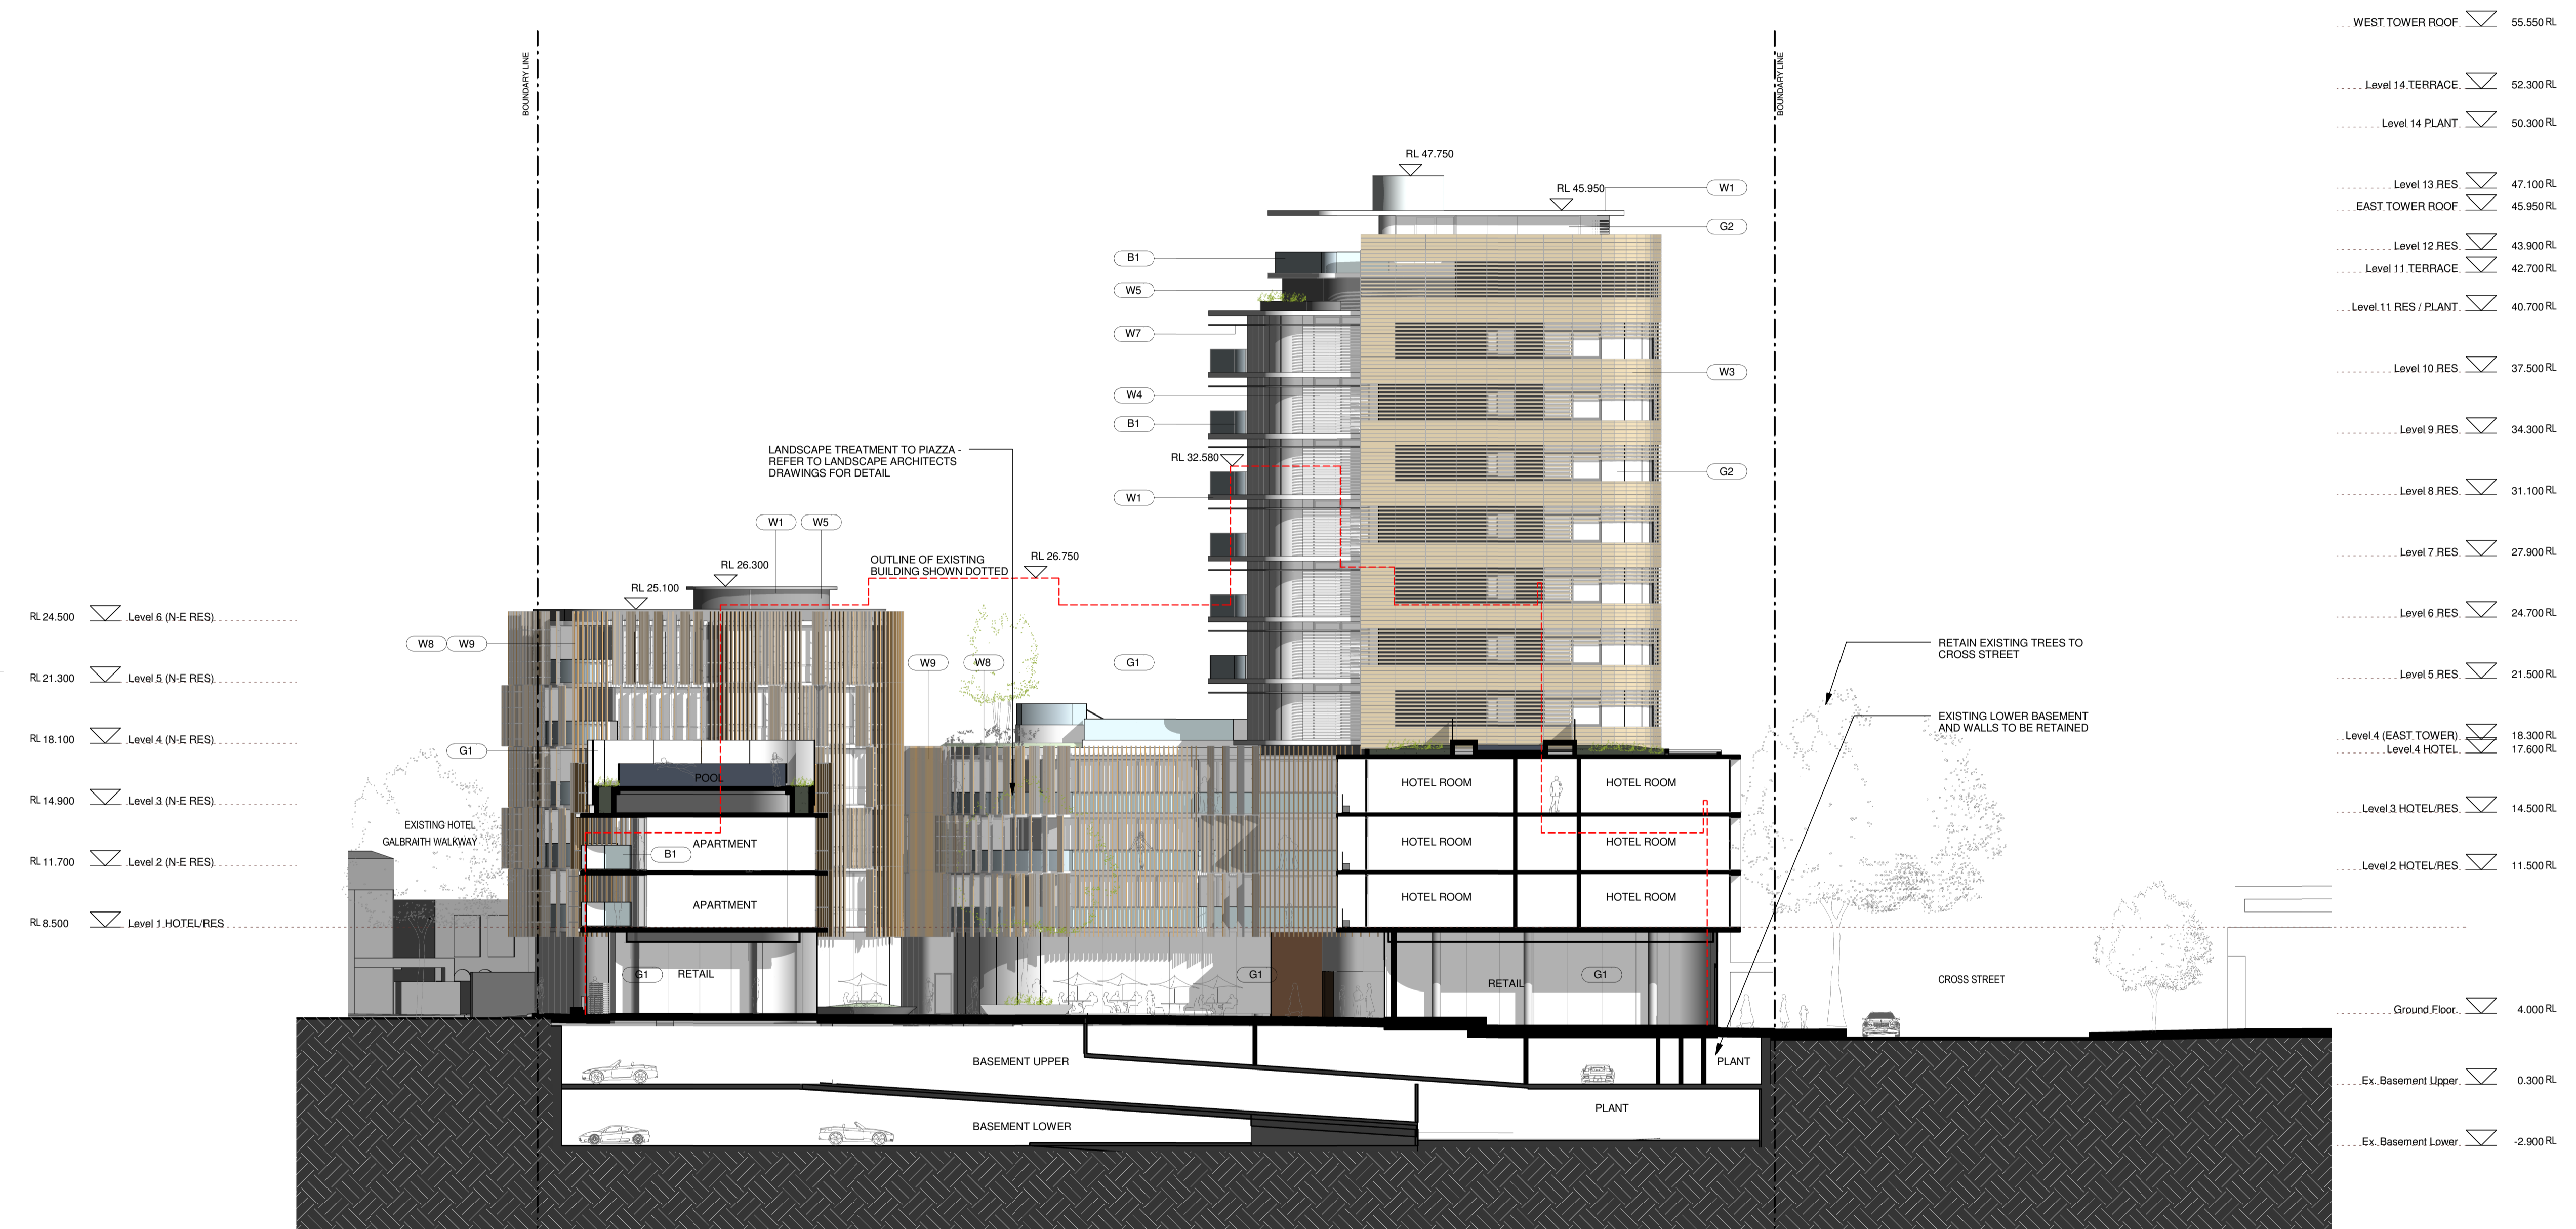 WEST TOWER ROOF 55.550 RL
Level 14 TERRACE 52.300 RL
Level 14 PLANT 50.300 RL
Level 13 RES 47.100 RL
EAST TOWER ROOF 45.950 RL
Level 12 RES 43.900 RL
Level 11 TERRACE 42.700 RL
Level 11 RES / PLANT 40.700 RL
Level 10 RES 37.500 RL
Level 9 RES 34.300 RL
Level 8 RES 31.100 RL
Level 7 RES 27.900 RL
Level 6 RES 24.700 RL
Level 5 RES 21.500 RL
Level 4 (EAST TOWER) 18.300 RL
Level 4 HOTEL 17.600 RL
Level 3 HOTEL/RES 14.500 RL
Level 2 HOTEL/RES 11.500 RL
Ground Floor 4.000 RL
Ex. Basement Upper 0.300 RL
Ex. Basement Lower -2.900 RL
BOUNDARY LINE
BOUNDARY LINE
RL 47.750
RL 45.950
W1
G2
B1
W5
W7
W3
W4
B1
G2
W1
RL 32.580
LANDSCAPE TREATMENT TO PIAZZA -
REFER TO LANDSCAPE ARCHITECTS
DRAWINGS FOR DETAIL
W1
W5
OUTLINE OF EXISTING
BUILDING SHOWN DOTTED
RL 26.750
RL 26.300
RL 25.100
RL 24.500 Level 6 (N-E RES)
RL 21.300 Level 5 (N-E RES)
RL 18.100 Level 4 (N-E RES)
RL 14.900 Level 3 (N-E RES)
RL 11.700 Level 2 (N-E RES)
RL 8.500 Level 1 HOTEL/RES
W8
W9
W9
W8
G1
G1
RETAIN EXISTING TREES TO
CROSS STREET
EXISTING LOWER BASEMENT
AND WALLS TO BE RETAINED
POOL
HOTEL ROOM
HOTEL ROOM
EXISTING HOTEL
GALBRAITH WALKWAY
APARTMENT
B1
HOTEL ROOM
HOTEL ROOM
APARTMENT
HOTEL ROOM
HOTEL ROOM
G1
RETAIL
G1
RETAIL
G1
CROSS STREET
BASEMENT UPPER
PLANT
PLANT
BASEMENT LOWER